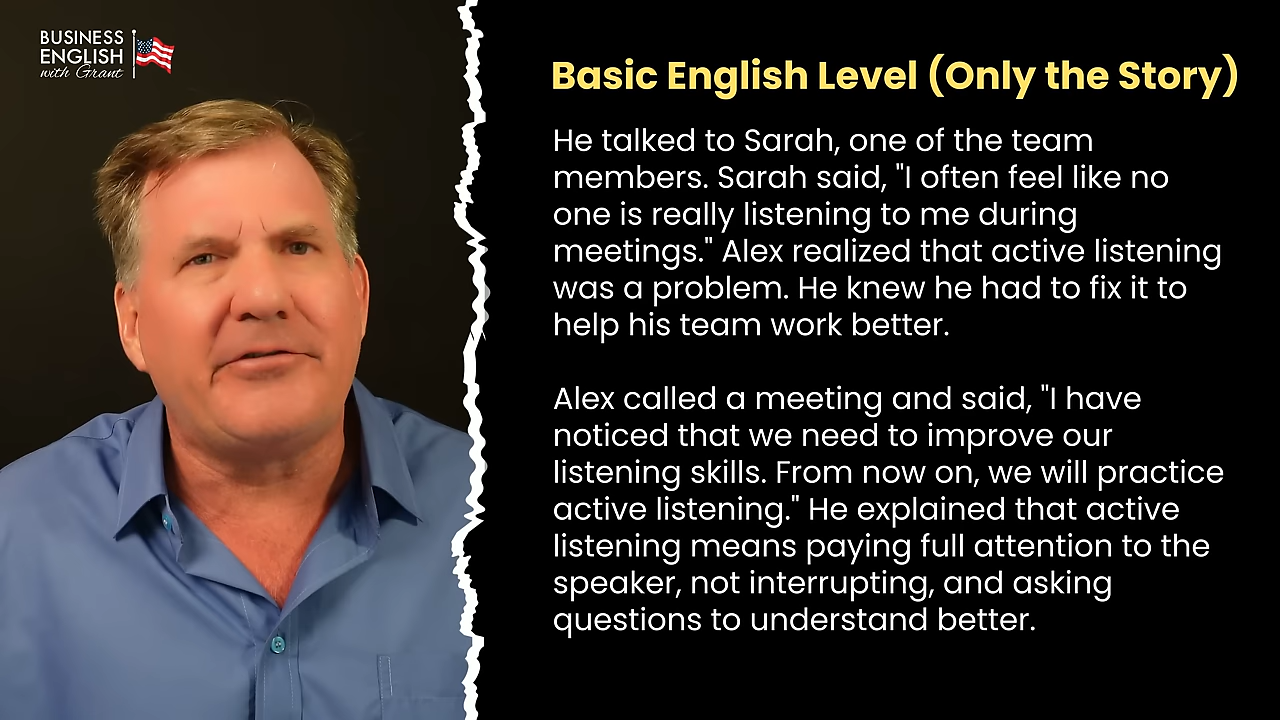 BUSINESS
ENGLISH
with Grant
Basic English Level (Only the Story)
He talked to Sarah, one of the team
members. Sarah said, "I often feel like no
one is really listening to me during
meetings." Alex realized that active listening
was a problem. He knew he had to fix it to
help his team work better.
Alex called a meeting and said, "I have
noticed that we need to improve our
listening skills. From now on, we will practice
active listening." He explained that active
listening means paying full attention to the
speaker, not interrupting, and asking
questions to understand better.